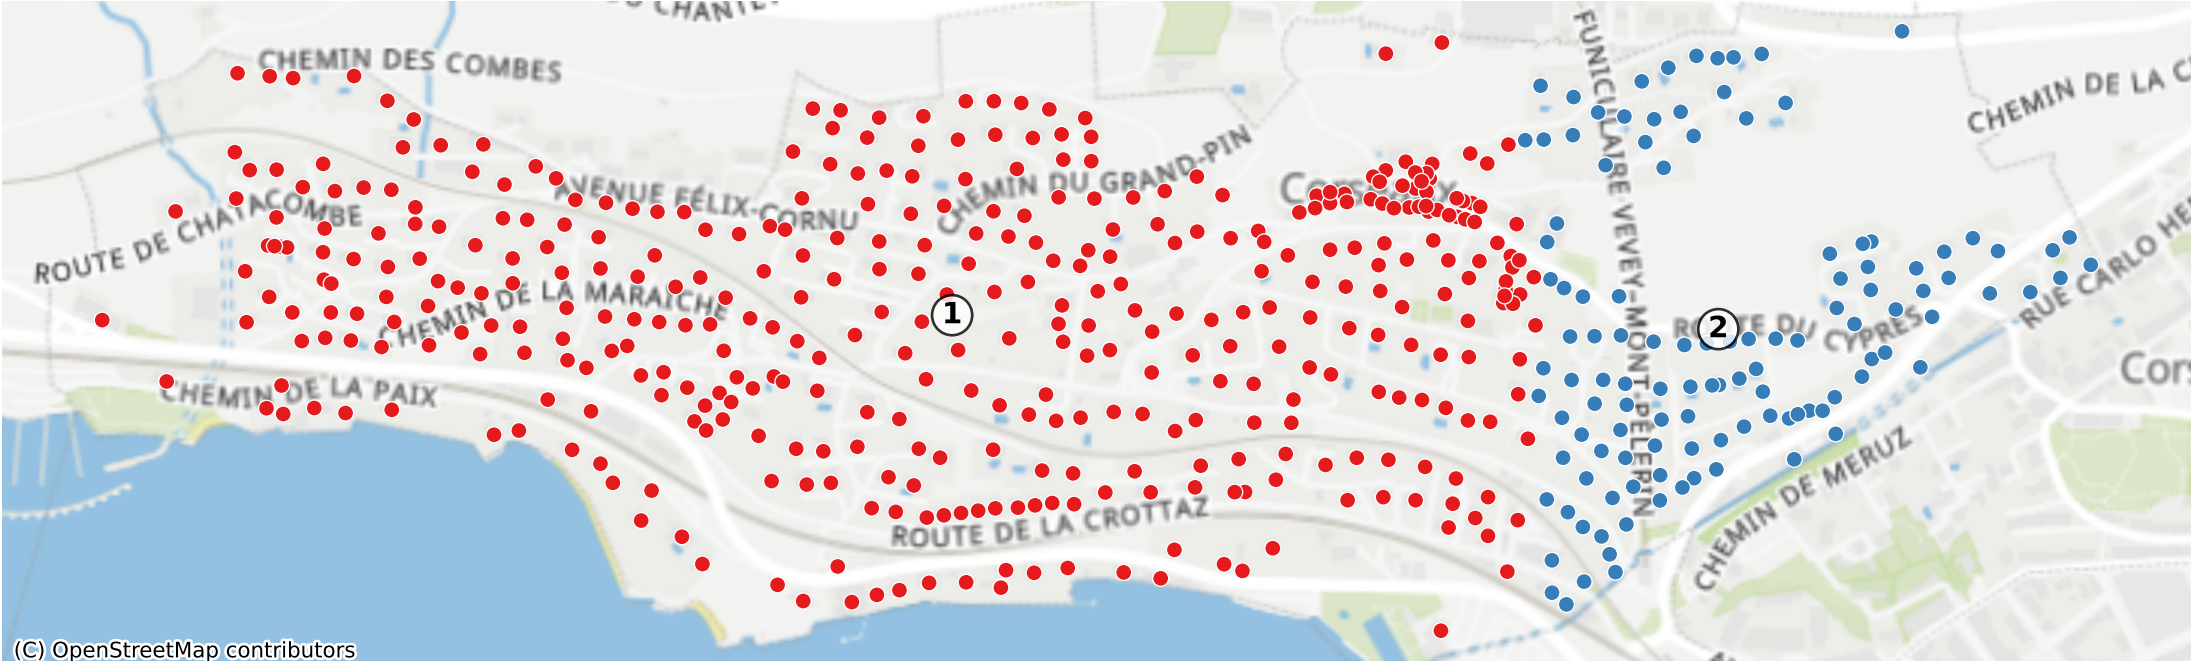 CHEMIN DES COMBES
FUNICULAIRE VEVEY-MONT-PÈLERIN
CHEMIN DE LA C
CHEMIN DU GRAND-PIN
AVENUE FÉLIX-CORNU
ROUTE DE CHATACOMBE
RUE CARLO HE
CHEMIN DE LA MARAICHE
1
2
ROUTE DU CYPRÈS
CHEMIN DE LA PAIX
Cors
CHEMIN DE MERUZ
ROUTE DE LA CROTTAZ
(C) OpenStreetMap contributors